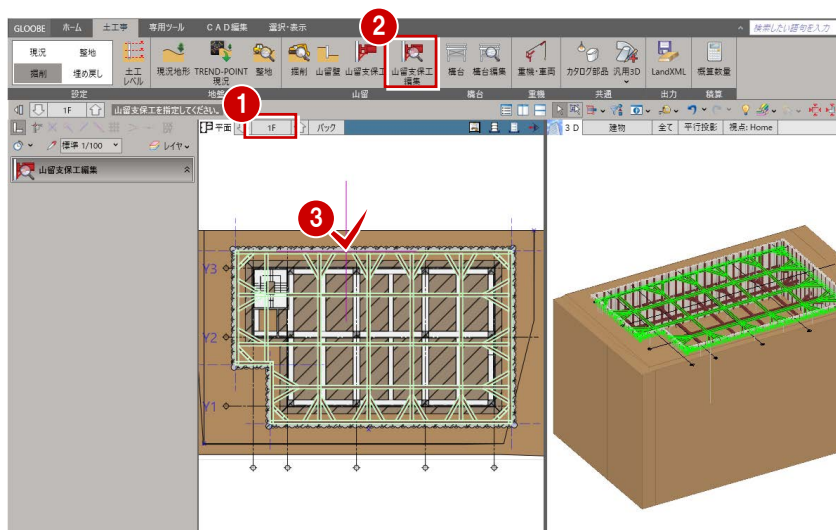 GLOOBE ホーム 土工事 専用ツール CAD編集 選択・表示 検索したい語句を入力
2
現況 整地
掘削 埋め戻し
土工レベル
現況地形
TREND-POINT現況
整地
掘削
山留壁
山留支保工
山留支保工編集
構台
構台編集
重機・車両
カタログ部品
汎用3D
LandXML
概算数量
設定 地盤 山留 構台 重機 共通 出力 積算
1F 山留支保工を指定してください。
1
平面 1F バック 3D 建物 全て 平行投影 視点: Home
標準 1/100 レイヤ
山留支保工編集
3
Y3
Y2
Y1